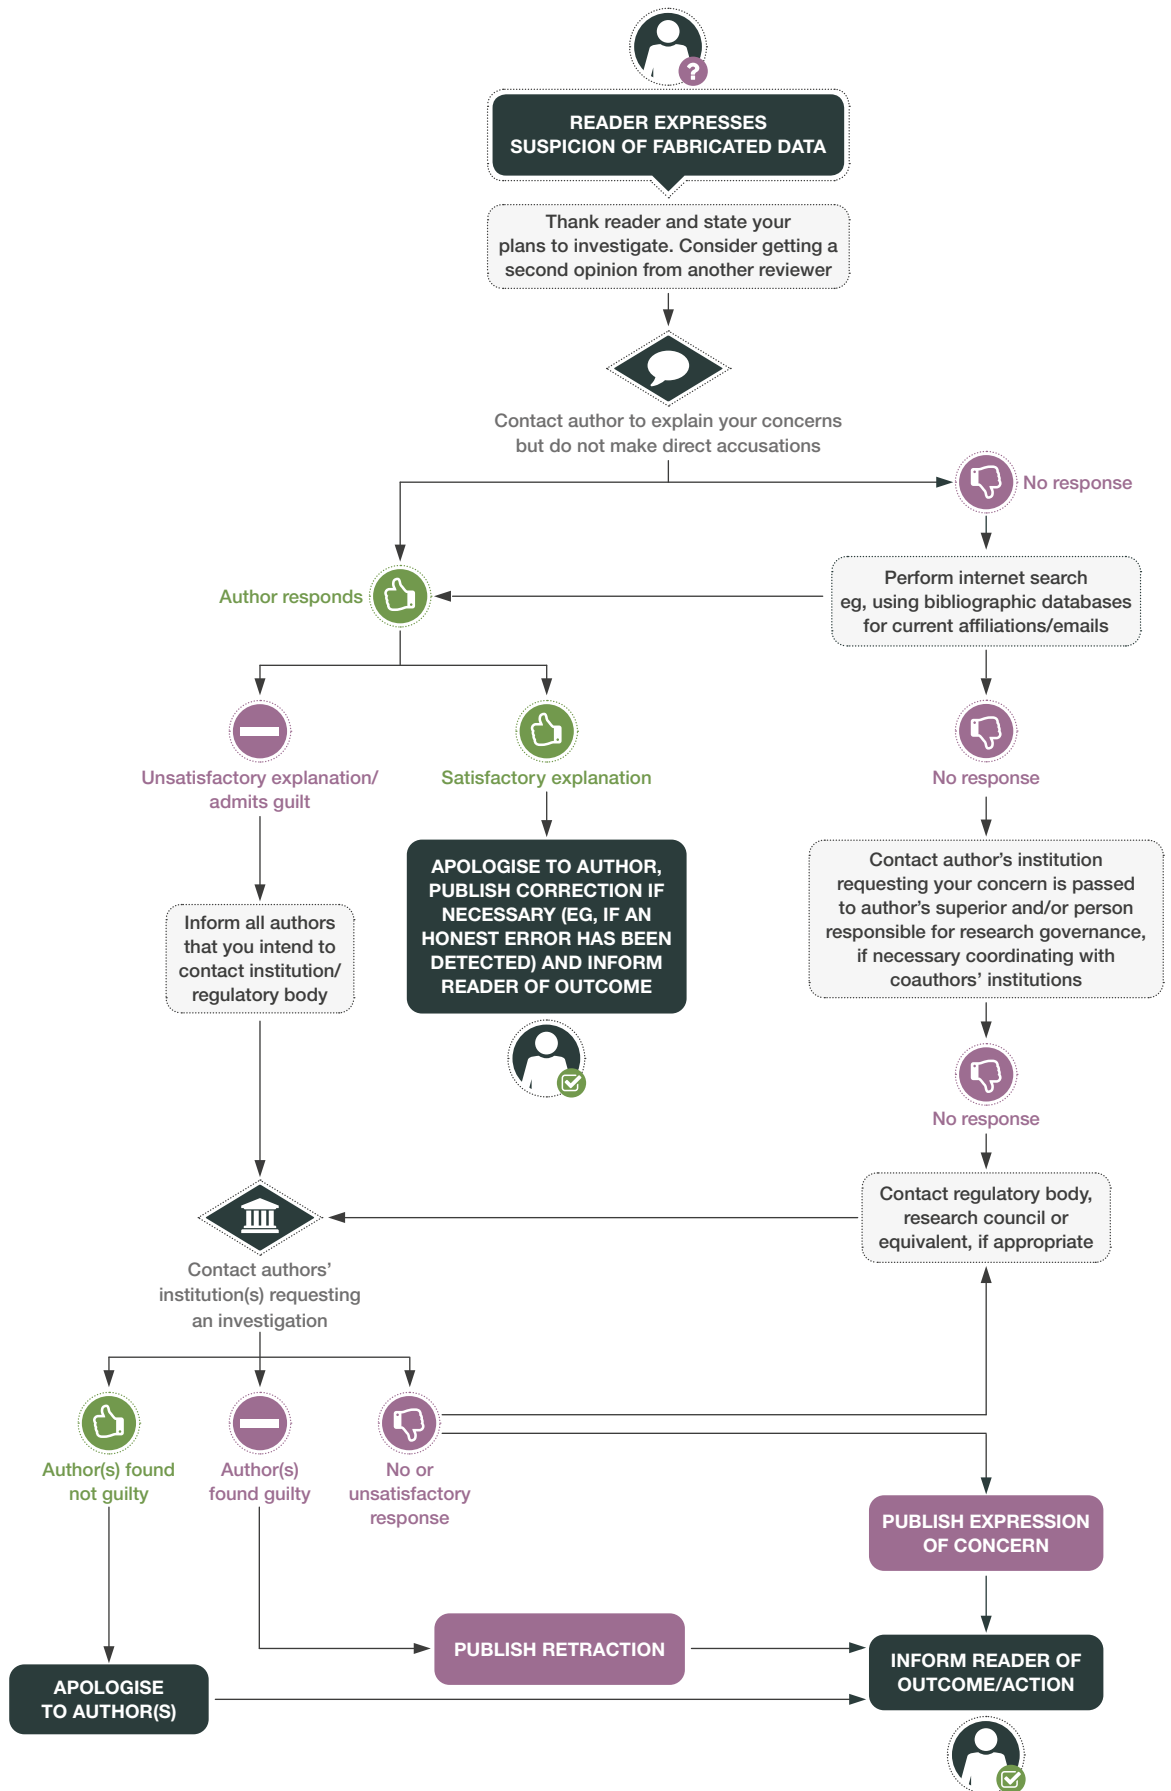 ?
READER EXPRESSES
SUSPICION OF FABRICATED DATA
Thank reader and state your
plans to investigate. Consider getting a
second opinion from another reviewer
Contact author to explain your concerns
but do not make direct accusations
No response
Author responds
Perform internet search
eg, using bibliographic databases
for current affiliations/emails
Unsatisfactory explanation/
admits guilt
Satisfactory explanation
No response
APOLOGISE TO AUTHOR,
PUBLISH CORRECTION IF
NECESSARY (EG, IF AN
HONEST ERROR HAS BEEN
DETECTED) AND INFORM
READER OF OUTCOME
Contact author’s institution
requesting your concern is passed
to author’s superior and/or person
responsible for research governance,
if necessary coordinating with
coauthors’ institutions
Inform all authors
that you intend to
contact institution/
regulatory body
No response
Contact regulatory body,
research council or
equivalent, if appropriate
Contact authors’
institution(s) requesting
an investigation
Author(s) found
not guilty
Author(s)
found guilty
No or
unsatisfactory
response
PUBLISH EXPRESSION
OF CONCERN
PUBLISH RETRACTION
INFORM READER OF
OUTCOME/ACTION
APOLOGISE
TO AUTHOR(S)